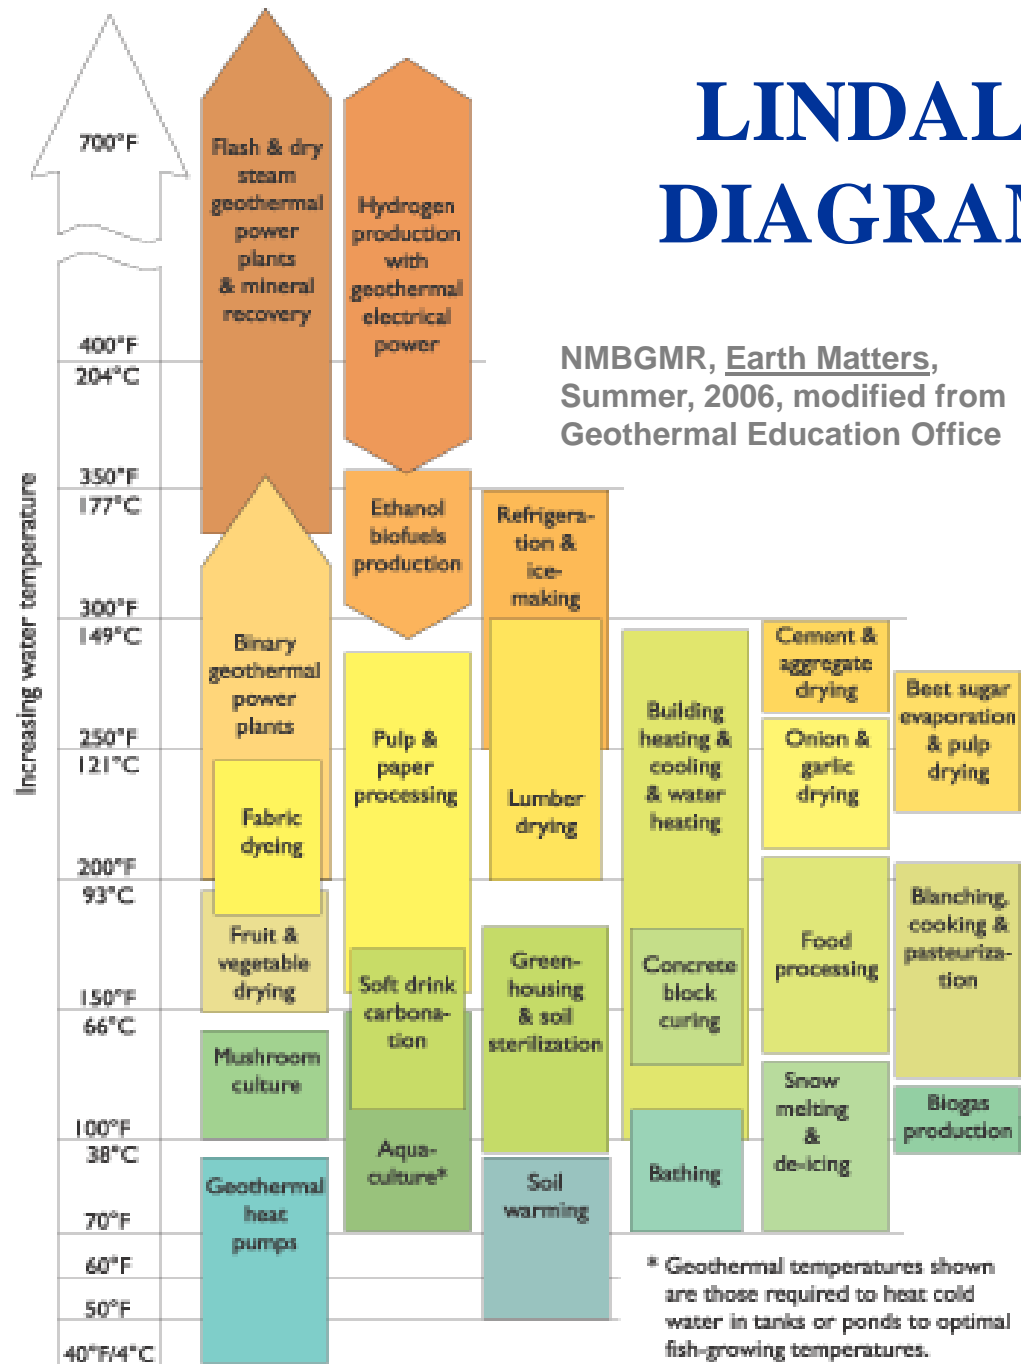 LINDAL
DIAGRAM
NMBGMR, Earth Matters,
Summer, 2006, modified from
Geothermal Education Office
Increasing water temperature
700°F
400°F
204°C
350°F
177°C
300°F
149°C
250°F
121°C
200°F
93°C
150°F
66°C
100°F
38°C
70°F
60°F
50°F
40°F/4°C
Flash & dry
steam
geothermal
power
plants
& mineral
recovery
Binary
geothermal
power
plants
Fabric
dyeing
Fruit &
vegetable
drying
Mushroom
culture
Geothermal
heat
pumps
Hydrogen
production
with
geothermal
electrical
power
Ethanol
biofuels
production
Pulp &
paper
processing
Soft drink
carbona-
tion
Aqua-
culture*
Refrigera-
tion &
ice-
making
Lumber
drying
Green-
housing
& soil
sterilization
Soil
warming
Building
heating &
cooling
& water
heating
Concrete
block
curing
Bathing
Cement &
aggregate
drying
Onion &
garlic
drying
Food
processing
Snow
melting
&
de-icing
Beet sugar
evaporation
& pulp
drying
Blanching,
cooking &
pasteuriza-
tion
Biogas
production
* Geothermal temperatures shown
are those required to heat cold
water in tanks or ponds to optimal
fish-growing temperatures.